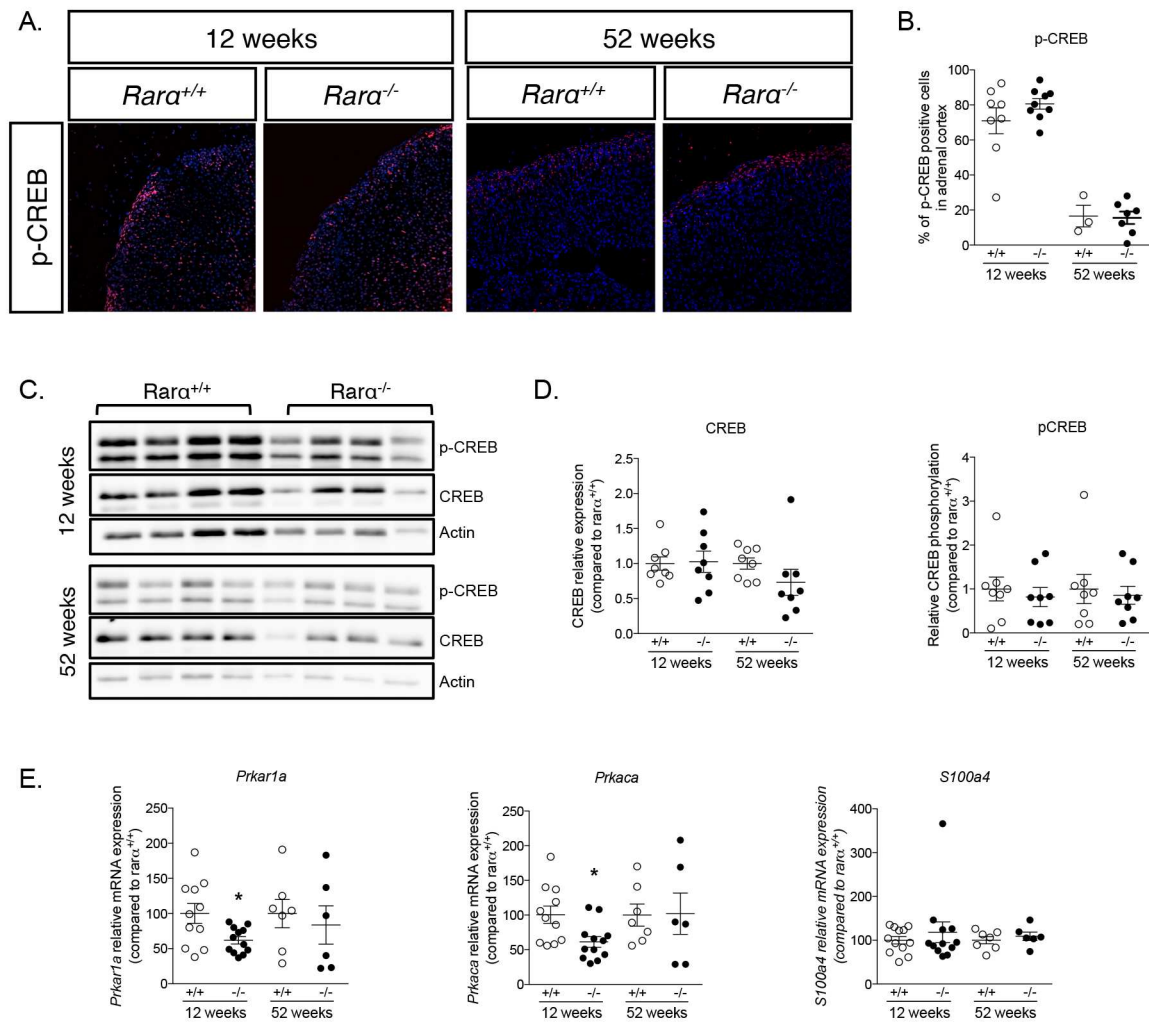 A.
12 weeks
52 weeks
Rarα+/+
Rarα-/-
Rarα+/+
Rarα-/-
p-CREB
B.
p-CREB
% of p-CREB positive cells
in adrenal cortex
100
80
60
40
20
0
+/+ -/- +/+ -/-
12 weeks 52 weeks
C.
Rarα+/+ Rarα-/-
12 weeks
p-CREB
CREB
Actin
52 weeks
p-CREB
CREB
Actin
D.
CREB
CREB relative expression
(compared to rarα+/+)
2.5
2.0
1.5
1.0
0.5
0.0
+/+ -/- +/+ -/-
12 weeks 52 weeks
pCREB
Relative CREB phosphorylation
(compared to rarα+/+)
4
3
2
1
0
+/+ -/- +/+ -/-
12 weeks 52 weeks
E.
Prkar1a
Prkar1a relative mRNA expression
(compared to rarα+/+)
250
200
150
100
50
0
*
+/+ -/- +/+ -/-
12 weeks 52 weeks
Prkaca
Prkaca relative mRNA expression
(compared to rarα+/+)
250
200
150
100
50
0
*
+/+ -/- +/+ -/-
12 weeks 52 weeks
S100a4
S100a4 relative mRNA expression
(compared to rarα+/+)
400
300
200
100
0
+/+ -/- +/+ -/-
12 weeks 52 weeks